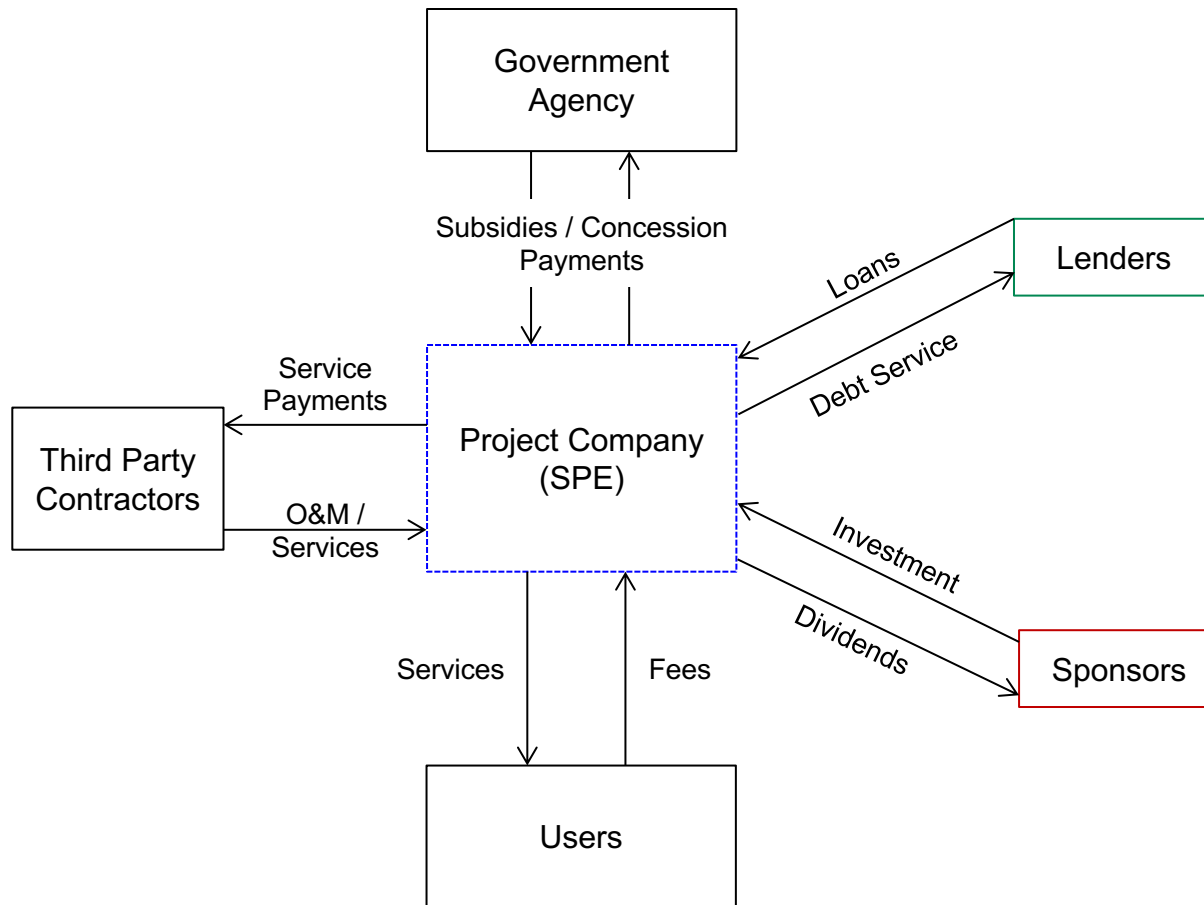 Government
Agency
Subsidies / Concession
Payments
Loans
Lenders
Debt Service
Service
Payments
Third Party
Contractors
Project Company
(SPE)
O&M /
Services
Investment
Dividends
Sponsors
Services
Fees
Users